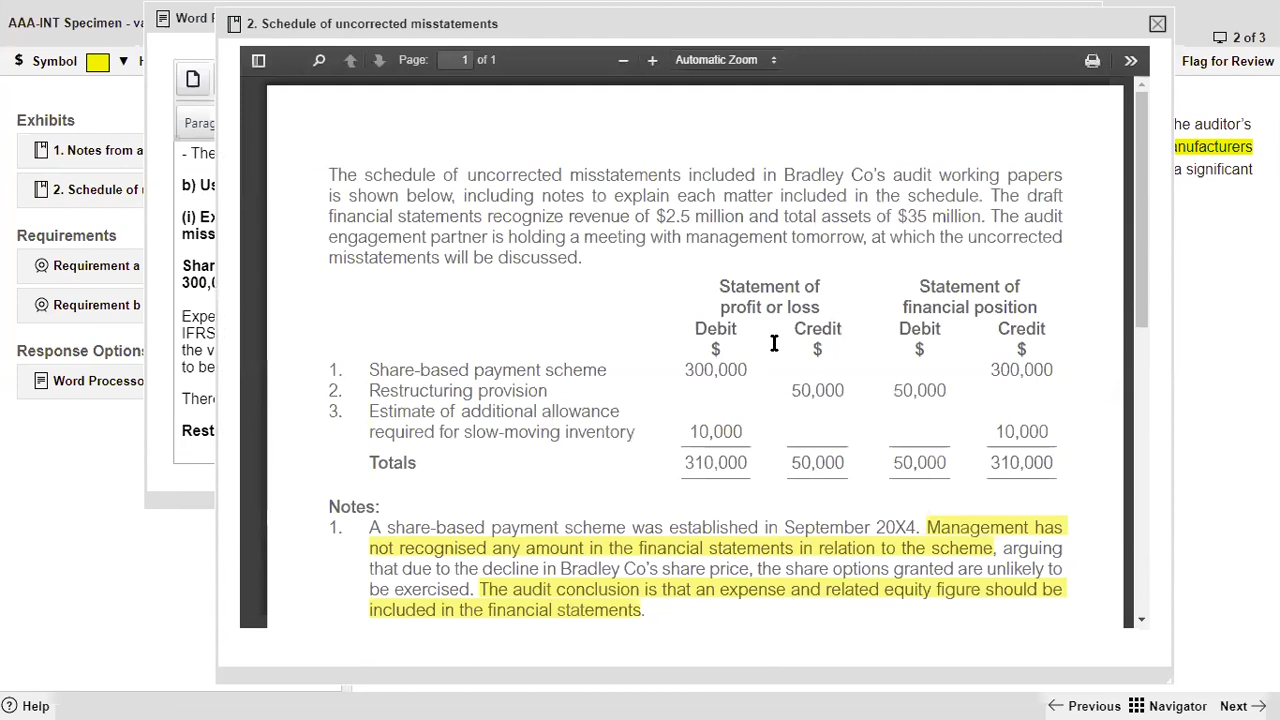 AAA-INT Specimen - va
Word P
2. Schedule of uncorrected misstatements
2 of 3
$ Symbol
Flag for Review
Page: 1 of 1
Automatic Zoom
Exhibits
1. Notes from a
2. Schedule of
Requirements
Requirement a
Requirement b
Response Option
Word Processo
Parag
- The
b) Us
(i) Ex
miss
Shar
300,
Expe
IFRS
the v
to be
There
Rest
he auditor's
anufacturers
a significant
The schedule of uncorrected misstatements included in Bradley Co's audit working papers
is shown below, including notes to explain each matter included in the schedule. The draft
financial statements recognize revenue of $2.5 million and total assets of $35 million. The audit
engagement partner is holding a meeting with management tomorrow, at which the uncorrected
misstatements will be discussed.
Statement of Statement of
profit or loss financial position
Debit Credit Debit Credit
$ $ $ $
1. Share-based payment scheme 300,000 300,000
2. Restructuring provision 50,000 50,000
3. Estimate of additional allowance
required for slow-moving inventory 10,000 10,000
Totals 310,000 50,000 50,000 310,000
Notes:
1. A share-based payment scheme was established in September 20X4. Management has
not recognised any amount in the financial statements in relation to the scheme, arguing
that due to the decline in Bradley Co's share price, the share options granted are unlikely to
be exercised. The audit conclusion is that an expense and related equity figure should be
included in the financial statements.
Help
Previous
Navigator
Next